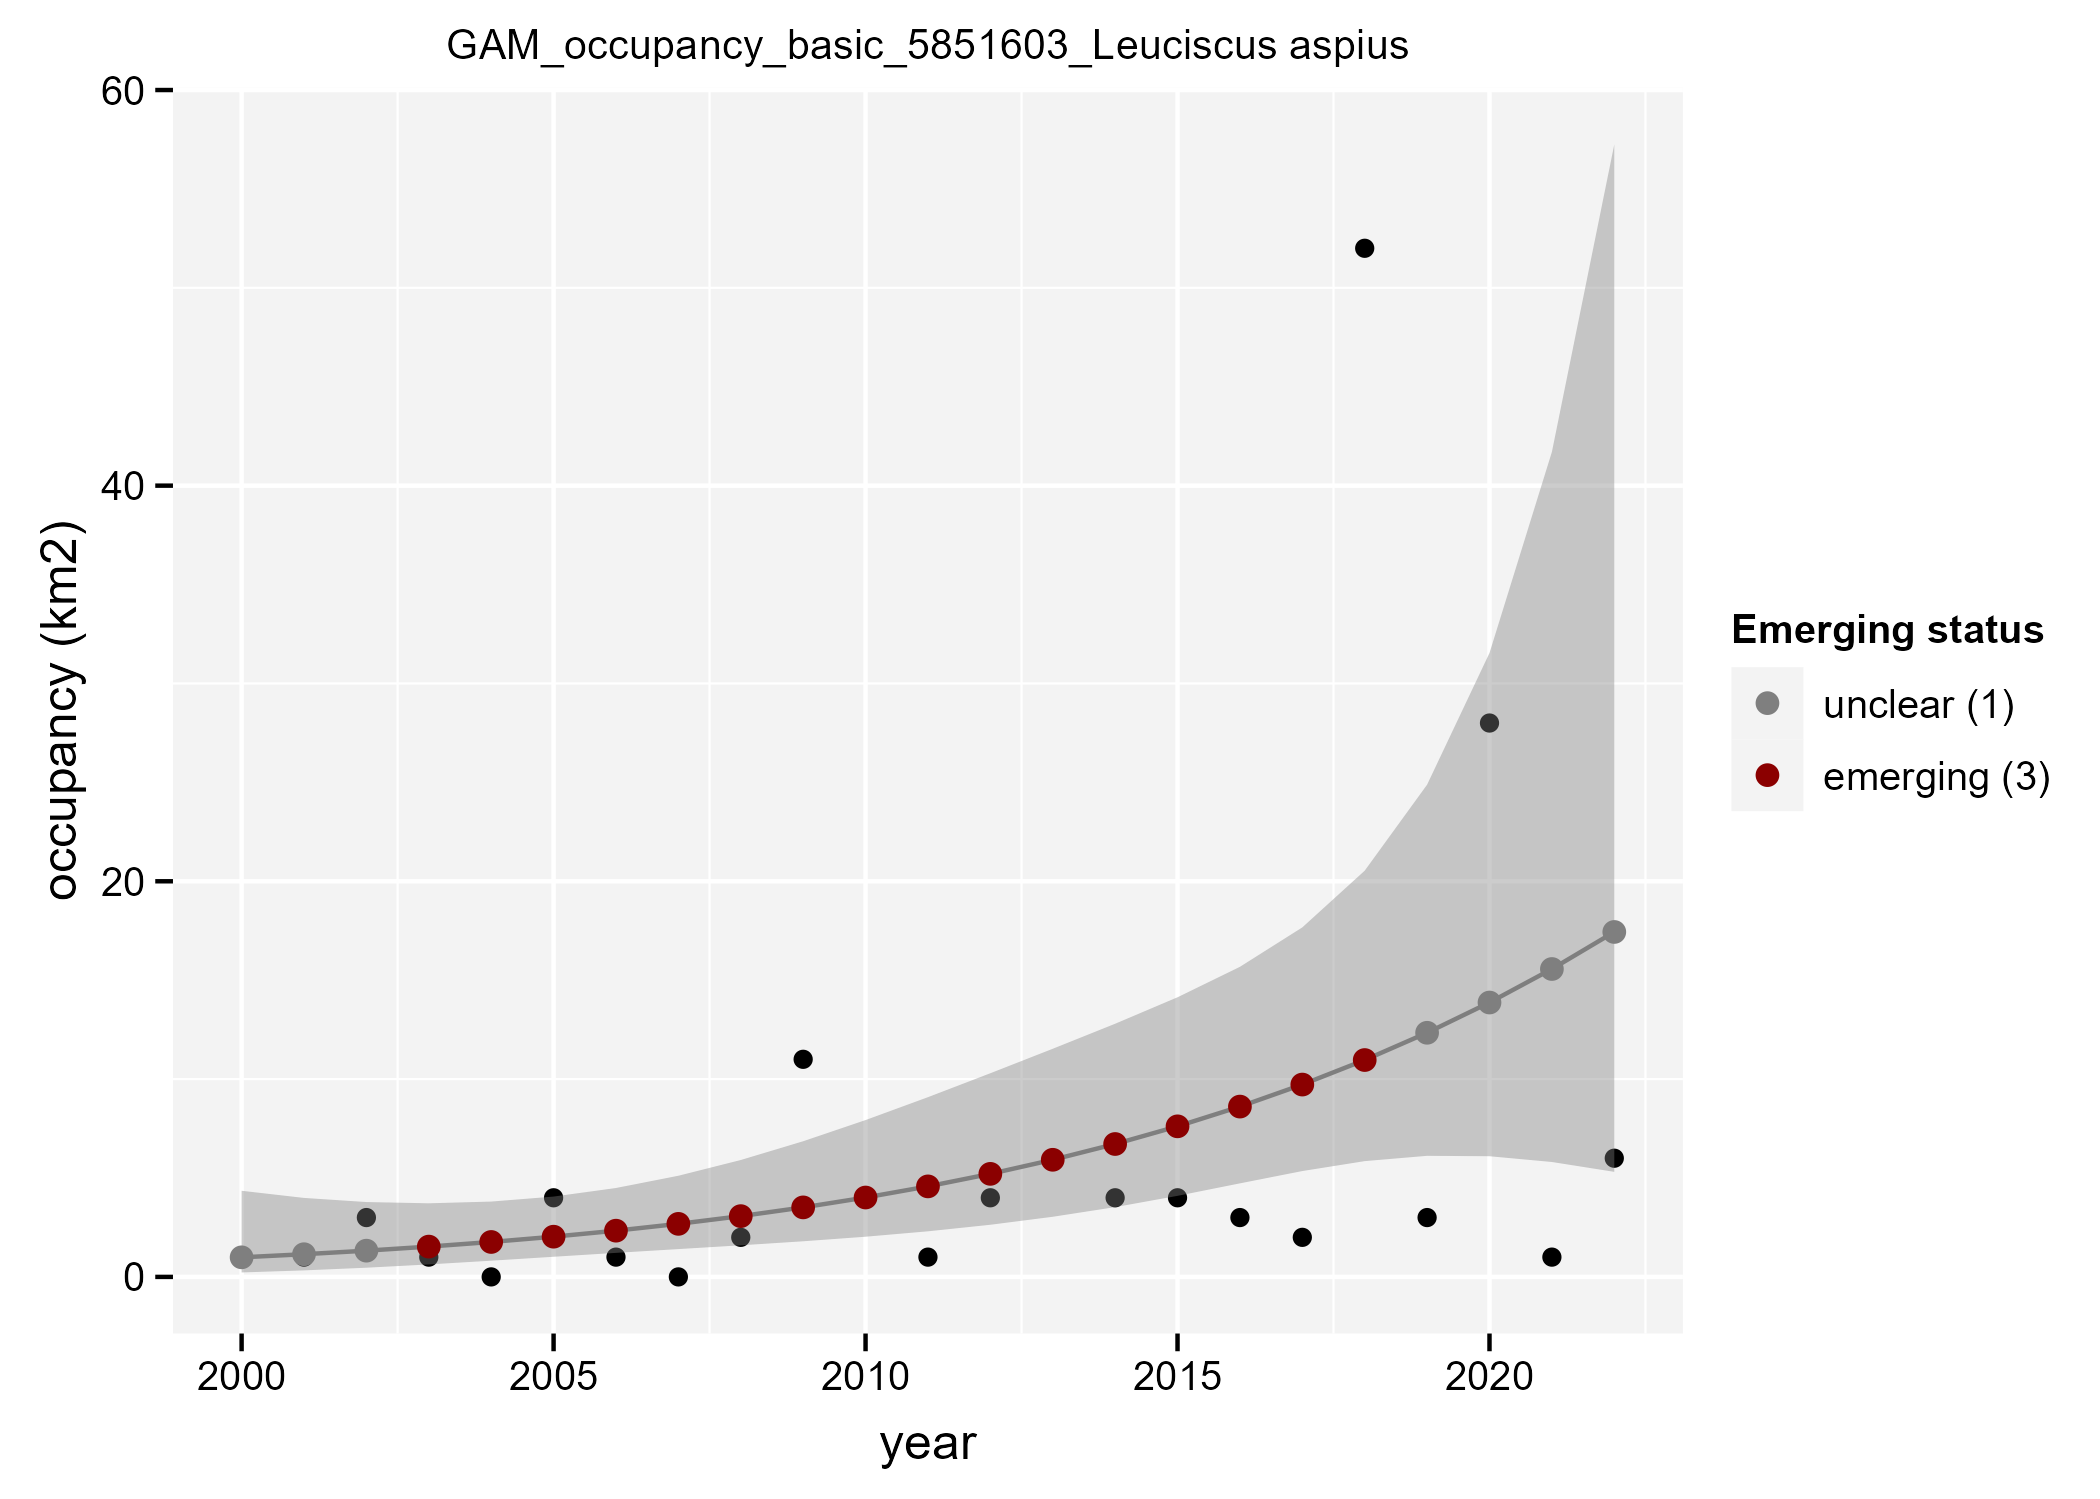 GAM_occupancy_basic_5851603_Leuciscus aspius
60
40
20
0
occupancy (km2)
2000 2005 2010 2015 2020
year
Emerging status
unclear (1)
emerging (3)